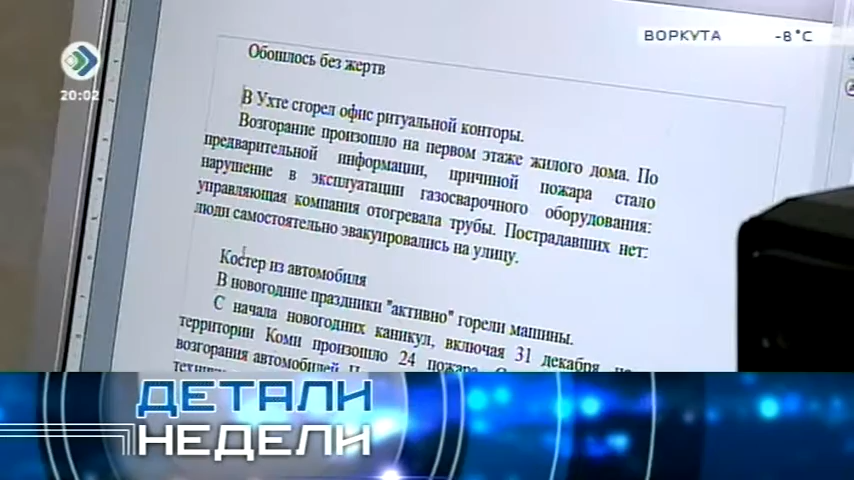 ВОРКУТА -8°C
20:02
Обошлось без жертв
В Ухте сгорел офис ритуальной конторы.
Возгорание произошло на первом этаже жилого дома. По
предварительной информации, причиной пожара стало
нарушение в эксплуатации газосварочного оборудования:
управляющая компания отогревала трубы. Пострадавших нет:
люди самостоятельно эвакуировались на улицу.
Костер из автомобиля
В новогодние праздники "активно" горели машины.
С начала новогодних каникул, включая 31 декабря,
территории Коми произошло 24
возгорания автомобилей.
ДЕТАЛИ
НЕДЕЛИ